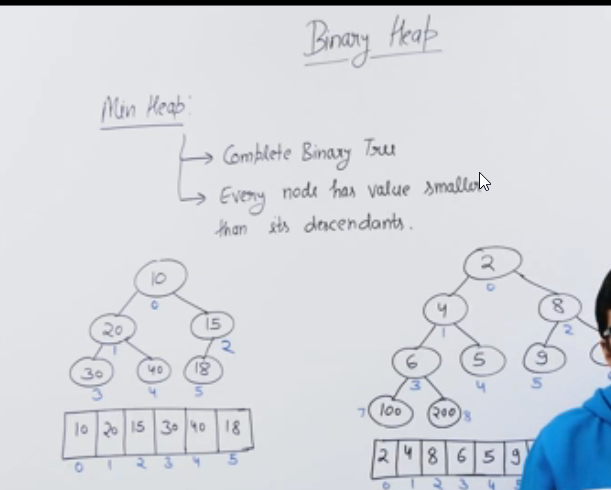 Binary Heap
Min Heap:
Complete Binary Tree
Every node has value smaller
than its descendants.
10
0
20
15
1
2
30
40
18
3
4
5
10 20 15 30 40 18
0 1 2 3 4 5
2
0
4
8
1
2
6
5
9
3
4
5
7 100 200 8
2 4 8 6 5 9
0 1 2 3 4